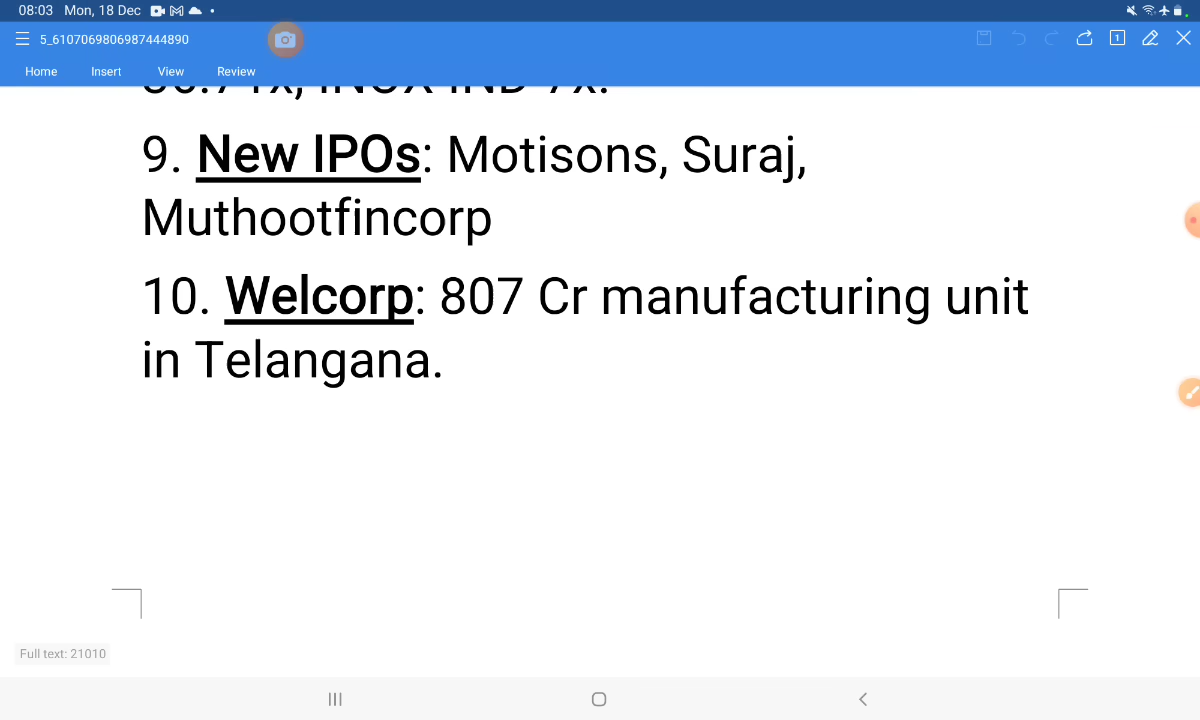 08:03 Mon, 18 Dec
5_6107069806987444890
1
Home Insert View Review
9. New IPOs: Motisons, Suraj,
Muthootfincorp
10. Welcorp: 807 Cr manufacturing unit
in Telangana.
Full text: 21010